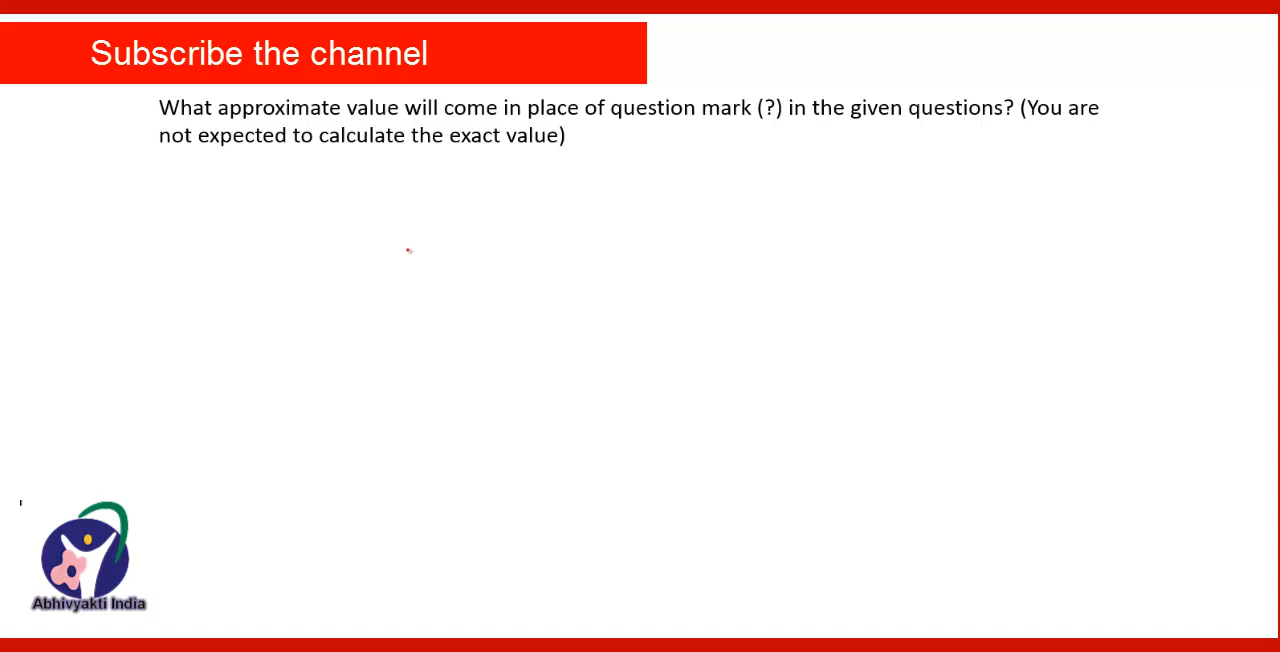 Subscribe the channel
What approximate value will come in place of question mark (?) in the given questions? (You are
not expected to calculate the exact value)
Abhivyakti India